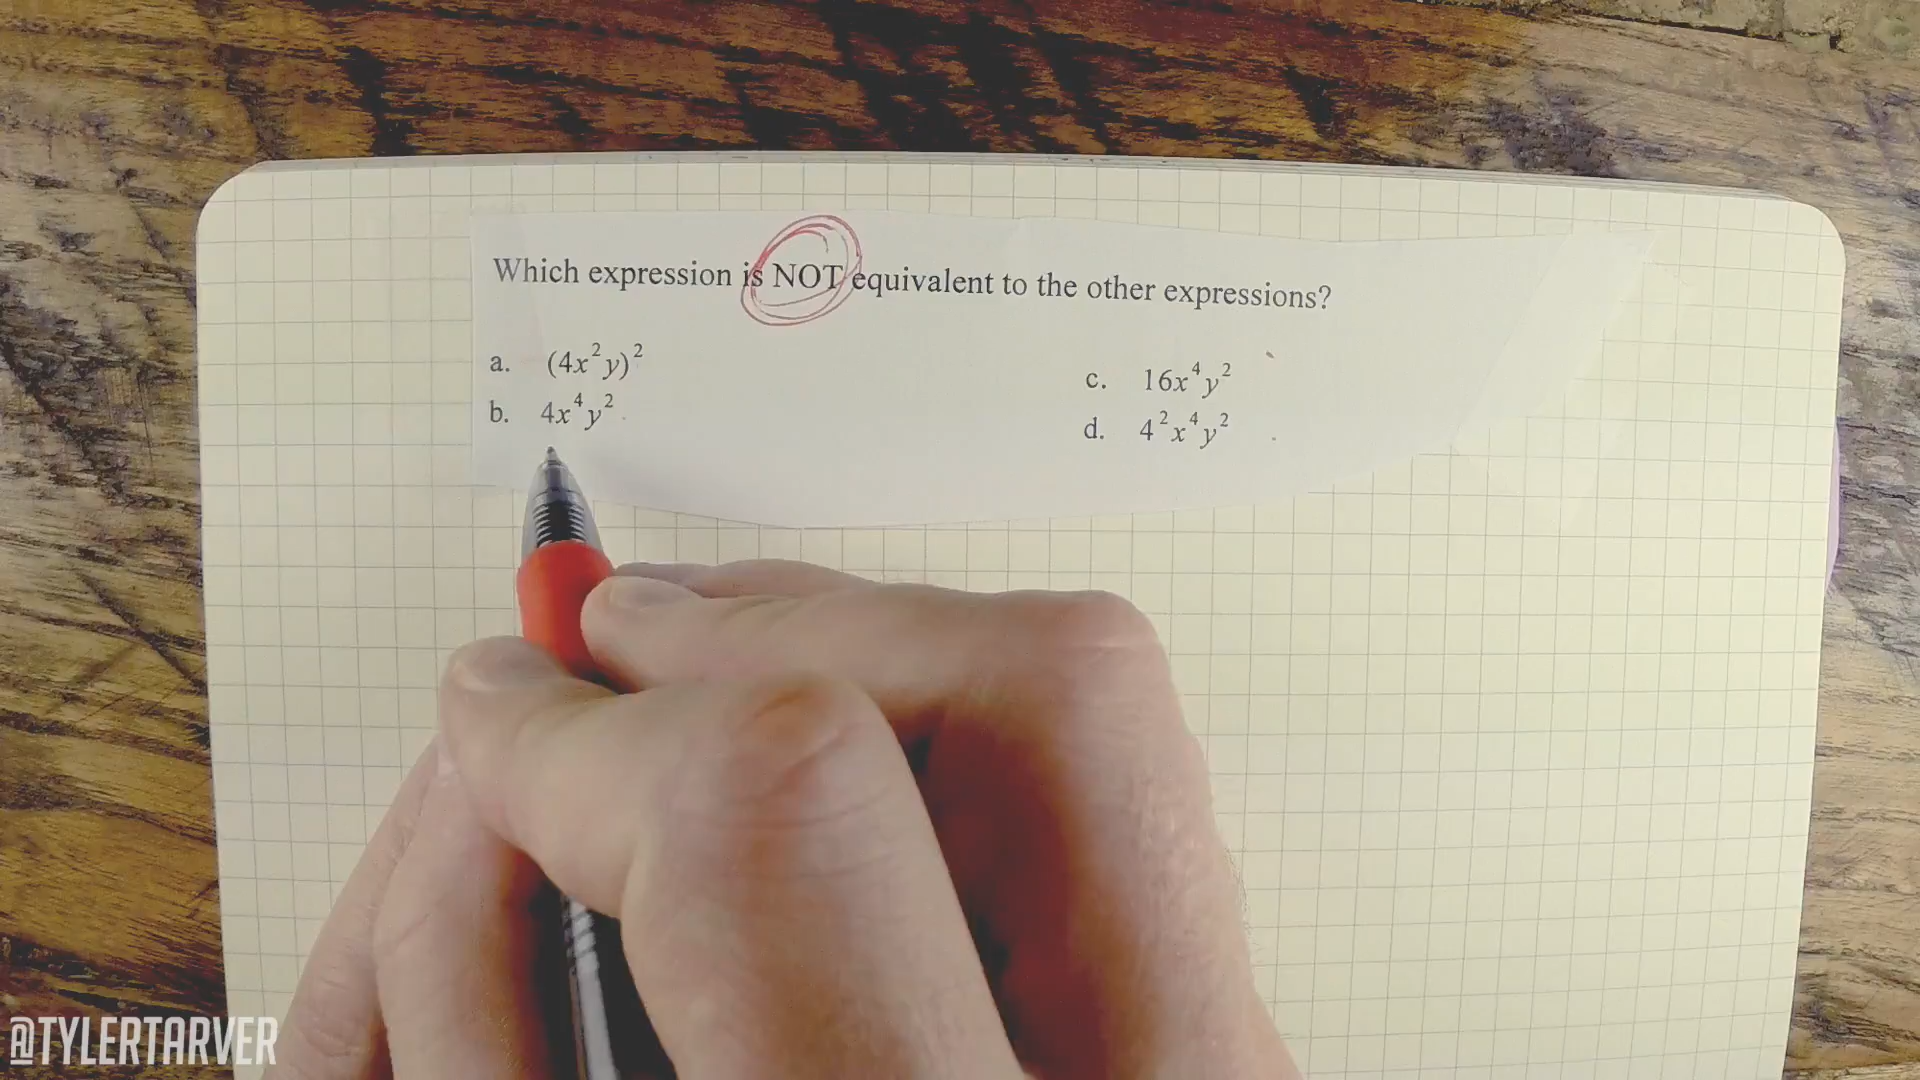 Which expression is NOT equivalent to the other expressions?
a. (4x²y)²
b. 4x⁴y²
c. 16x⁴y²
d. 4²x⁴y²
@TYLERTARVER